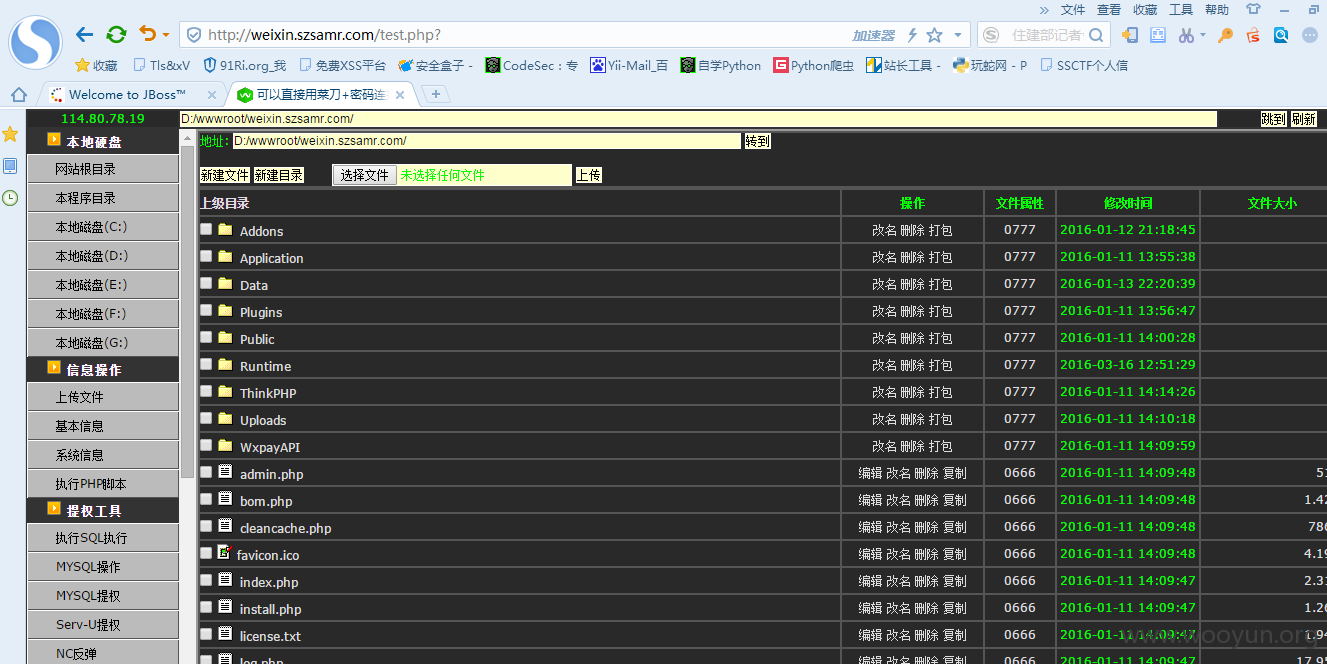 » 文件 查看 收藏 工具 帮助
http://weixin.szsamr.com/test.php? 加速器 住建部记者
收藏 Tls&xV 91Ri.org_我 免费XSS平台 安全盒子 - CodeSec：专 Yii-Mail_百 自学Python Python爬虫 站长工具 - 玩蛇网 - P SSCTF个人信
Welcome to JBoss™ 可以直接用菜刀+密码连
114.80.78.19 D:/wwwroot/weixin.szsamr.com/ 跳到 刷新
本地硬盘
网站根目录
本程序目录
本地磁盘(C:)
本地磁盘(D:)
本地磁盘(E:)
本地磁盘(F:)
本地磁盘(G:)
信息操作
上传文件
基本信息
系统信息
执行PHP脚本
提权工具
执行SQL执行
MYSQL操作
MYSQL提权
Serv-U提权
NC反弹
地址: D:/wwwroot/weixin.szsamr.com/ 转到
新建文件 新建目录 选择文件 未选择任何文件 上传
上级目录 操作 文件属性 修改时间 文件大小
Addons 改名 删除 打包 0777 2016-01-12 21:18:45
Application 改名 删除 打包 0777 2016-01-11 13:55:38
Data 改名 删除 打包 0777 2016-01-13 22:20:39
Plugins 改名 删除 打包 0777 2016-01-11 13:56:47
Public 改名 删除 打包 0777 2016-01-11 14:00:28
Runtime 改名 删除 打包 0777 2016-03-16 12:51:29
ThinkPHP 改名 删除 打包 0777 2016-01-11 14:14:26
Uploads 改名 删除 打包 0777 2016-01-11 14:10:18
WxpayAPI 改名 删除 打包 0777 2016-01-11 14:09:59
admin.php 编辑 改名 删除 复制 0666 2016-01-11 14:09:48 51
bom.php 编辑 改名 删除 复制 0666 2016-01-11 14:09:48 1.42
cleancache.php 编辑 改名 删除 复制 0666 2016-01-11 14:09:48 786
favicon.ico 编辑 改名 删除 复制 0666 2016-01-11 14:09:48 4.19
index.php 编辑 改名 删除 复制 0666 2016-01-11 14:09:47 2.31
install.php 编辑 改名 删除 复制 0666 2016-01-11 14:09:47 1.26
license.txt 编辑 改名 删除 复制 0666 2016-01-11 14:09:47 1.94
log.php 编辑 改名 删除 复制 0666 2016-01-11 14:09:47 17.95
www.wooyun.org